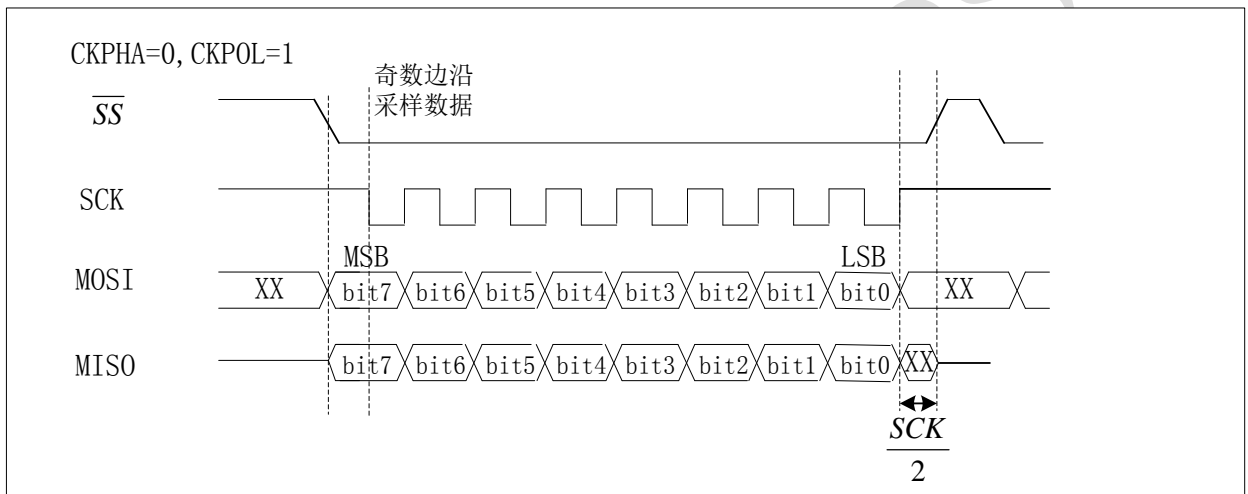 CKPHA=0,CKPOL=1
奇数边沿
采样数据
SS
SCK
MSB
LSB
MOSI
XX bit7 bit6 bit5 bit4 bit3 bit2 bit1 bit0 XX
MISO
bit7 bit6 bit5 bit4 bit3 bit2 bit1 bit0 XX
SCK
2